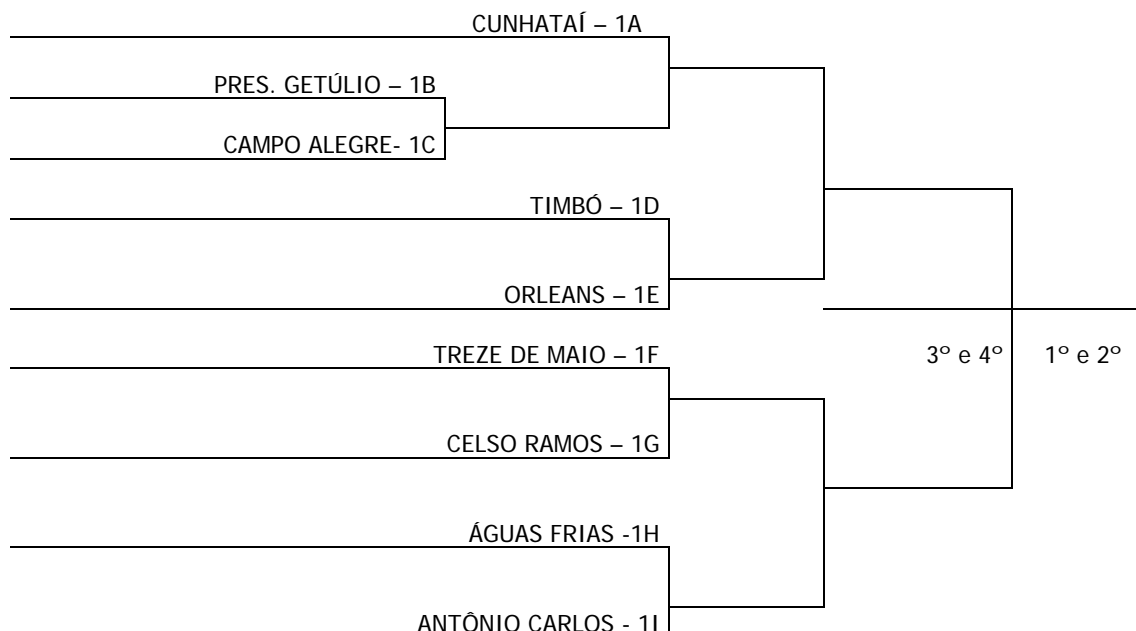 CUNHATAÍ – 1A
PRES. GETÚLIO – 1B
CAMPO ALEGRE- 1C
TIMBÓ – 1D
ORLEANS – 1E
TREZE DE MAIO – 1F
3º e 4º 1º e 2º
CELSO RAMOS – 1G
ÁGUAS FRIAS -1H
ANTÔNIO CARLOS - 1I